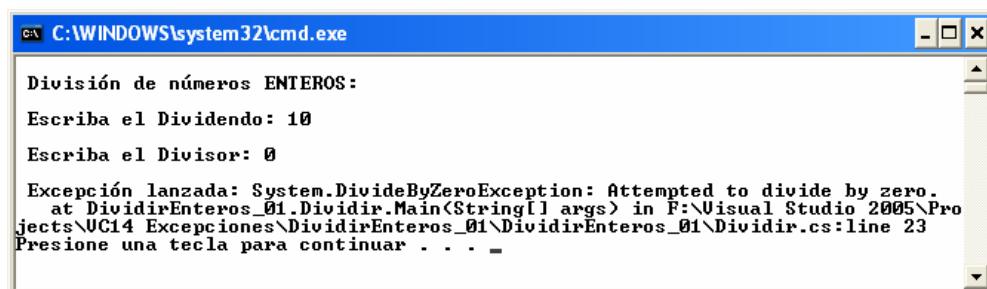 C:\WINDOWS\system32\cmd.exe
División de números ENTEROS:
Escriba el Dividendo: 10
Escriba el Divisor: 0
Excepción lanzada: System.DivideByZeroException: Attempted to divide by zero.
at DividirEnteros_01.Dividir.Main(String[] args) in F:\Visual Studio 2005\Pro
jects\VC14 Excepciones\DividirEnteros_01\DividirEnteros_01\Dividir.cs:line 23
Presione una tecla para continuar . . . _